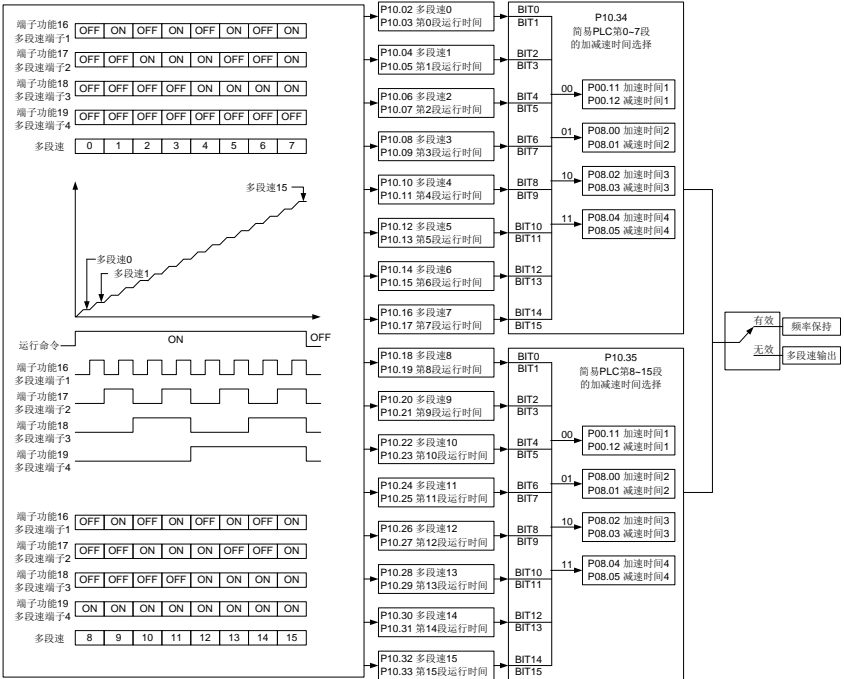 端子功能16
多段速端子1
OFF ON OFF ON OFF ON OFF ON
端子功能17
多段速端子2
OFF OFF ON ON OFF OFF ON ON
端子功能18
多段速端子3
OFF OFF OFF OFF ON ON ON ON
端子功能19
多段速端子4
OFF OFF OFF OFF OFF OFF OFF OFF
多段速 0 1 2 3 4 5 6 7
多段速15
多段速0
多段速1
运行命令
ON
OFF
端子功能16
多段速端子1
端子功能17
多段速端子2
端子功能18
多段速端子3
端子功能19
多段速端子4
端子功能16
多段速端子1
OFF ON OFF ON OFF ON OFF ON
端子功能17
多段速端子2
OFF OFF ON ON OFF OFF ON ON
端子功能18
多段速端子3
OFF OFF OFF OFF ON ON ON ON
端子功能19
多段速端子4
ON ON ON ON ON ON ON ON
多段速 8 9 10 11 12 13 14 15
P10.02 多段速0
P10.03 第0段运行时间
P10.04 多段速1
P10.05 第1段运行时间
P10.06 多段速2
P10.07 第2段运行时间
P10.08 多段速3
P10.09 第3段运行时间
P10.10 多段速4
P10.11 第4段运行时间
P10.12 多段速5
P10.13 第5段运行时间
P10.14 多段速6
P10.15 第6段运行时间
P10.16 多段速7
P10.17 第7段运行时间
P10.18 多段速8
P10.19 第8段运行时间
P10.20 多段速9
P10.21 第9段运行时间
P10.22 多段速10
P10.23 第10段运行时间
P10.24 多段速11
P10.25 第11段运行时间
P10.26 多段速12
P10.27 第12段运行时间
P10.28 多段速13
P10.29 第13段运行时间
P10.30 多段速14
P10.31 第14段运行时间
P10.32 多段速15
P10.33 第15段运行时间
BIT0
BIT1
BIT2
BIT3
BIT4
BIT5
BIT6
BIT7
BIT8
BIT9
BIT10
BIT11
BIT12
BIT13
BIT14
BIT15
P10.34
简易PLC第0~7段
的加减速时间选择
00
P00.11 加速时间1
P00.12 减速时间1
01
P08.00 加速时间2
P08.01 减速时间2
10
P08.02 加速时间3
P08.03 减速时间3
11
P08.04 加速时间4
P08.05 减速时间4
BIT0
BIT1
BIT2
BIT3
BIT4
BIT5
BIT6
BIT7
BIT8
BIT9
BIT10
BIT11
BIT12
BIT13
BIT14
BIT15
P10.35
简易PLC第8~15段
的加减速时间选择
00
P00.11 加速时间1
P00.12 减速时间1
01
P08.00 加速时间2
P08.01 减速时间2
10
P08.02 加速时间3
P08.03 减速时间3
11
P08.04 加速时间4
P08.05 减速时间4
有效
频率保持
无效
多段速输出